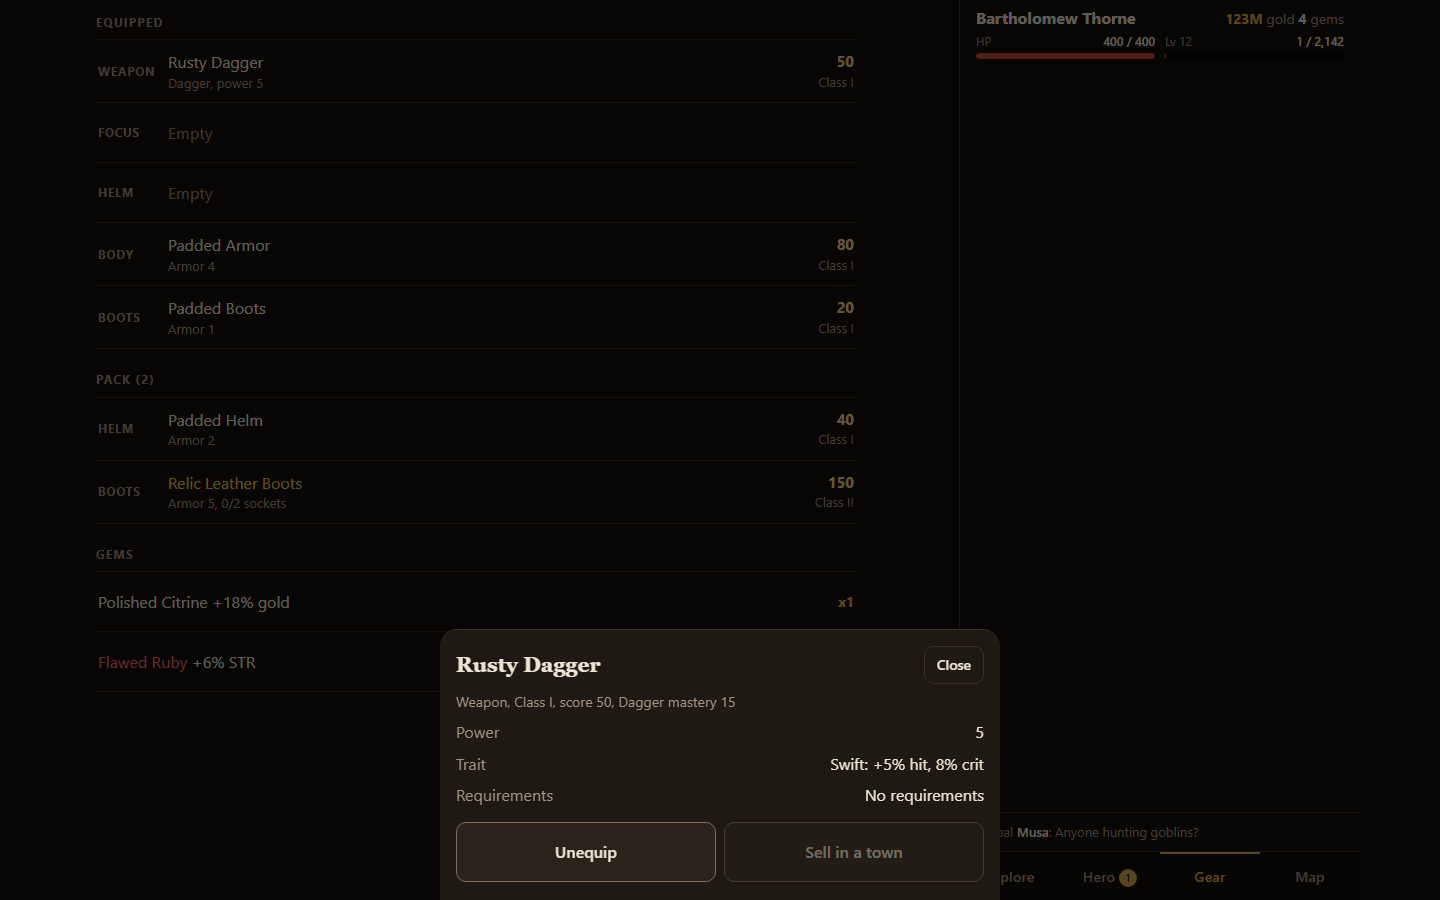 EQUIPPED
WEAPON Rusty Dagger 50
Dagger, power 5 Class I
FOCUS Empty
HELM Empty
BODY Padded Armor 80
Armor 4 Class I
BOOTS Padded Boots 20
Armor 1 Class I
PACK (2)
HELM Padded Helm 40
Armor 2 Class I
BOOTS Relic Leather Boots 150
Armor 5, 0/2 sockets Class II
GEMS
Polished Citrine +18% gold x1
Flawed Ruby +6% STR
Bartholomew Thorne 123M gold 4 gems
HP 400 / 400 Lv 12 1 / 2,142
Rusty Dagger Close
Weapon, Class I, score 50, Dagger mastery 15
Power 5
Trait Swift: +5% hit, 8% crit
Requirements No requirements
Unequip Sell in a town
Musa: Anyone hunting goblins?
Hero 1 Gear Map